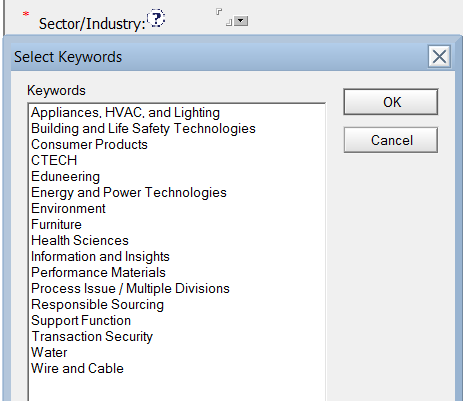 * Sector/Industry:?
Select Keywords
Keywords
OK
Cancel
Appliances, HVAC, and Lighting
Building and Life Safety Technologies
Consumer Products
CTECH
Eduneering
Energy and Power Technologies
Environment
Furniture
Health Sciences
Information and Insights
Performance Materials
Process Issue / Multiple Divisions
Responsible Sourcing
Support Function
Transaction Security
Water
Wire and Cable